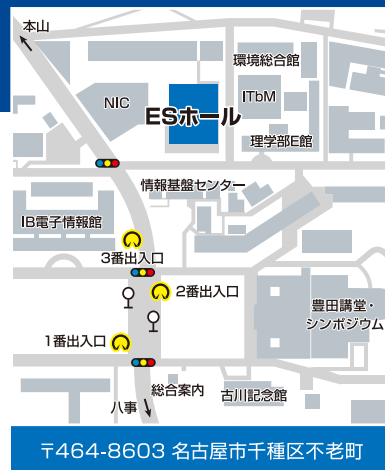 本山
環境総合館
NIC
ITbM
ESホール
理学部E館
情報基盤センター
IB電子情報館
3番出入口
2番出入口
豊田講堂・
シンポジウム
1番出入口
総合案内
古川記念館
八事
〒464-8603 名古屋市千種区不老町